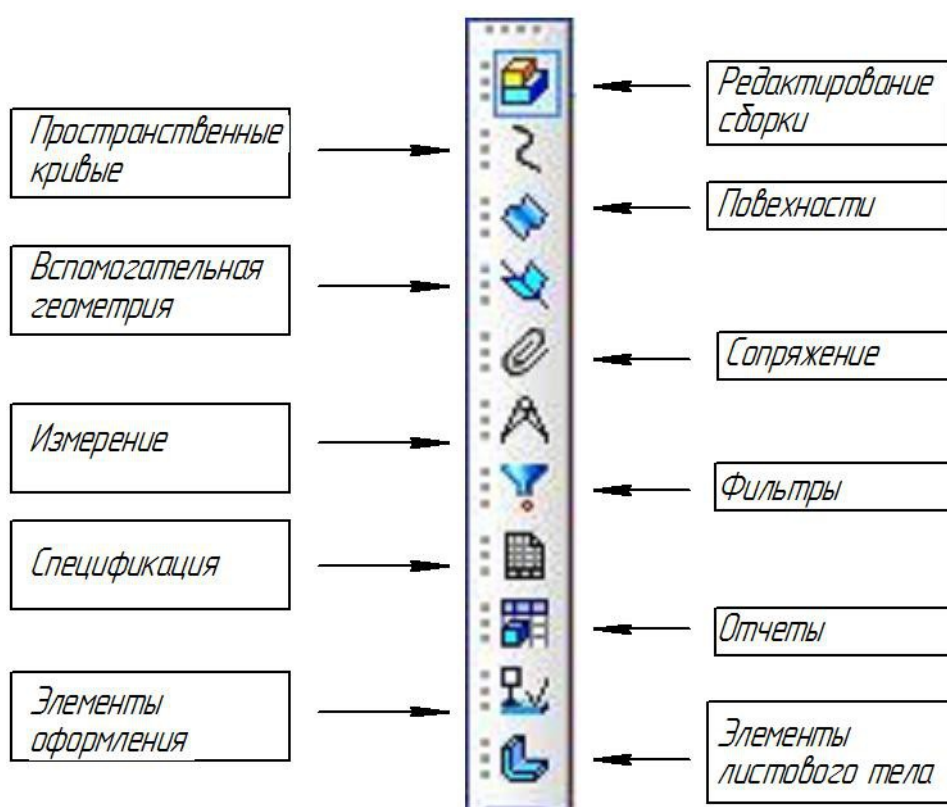 Редактирование
сборки
Пространственные
кривые
Повехности
Вспомогательная
геометрия
Сопряжение
Измерение
Фильтры
Спецификация
Отчеты
Элементы
оформления
Элементы
листового тела